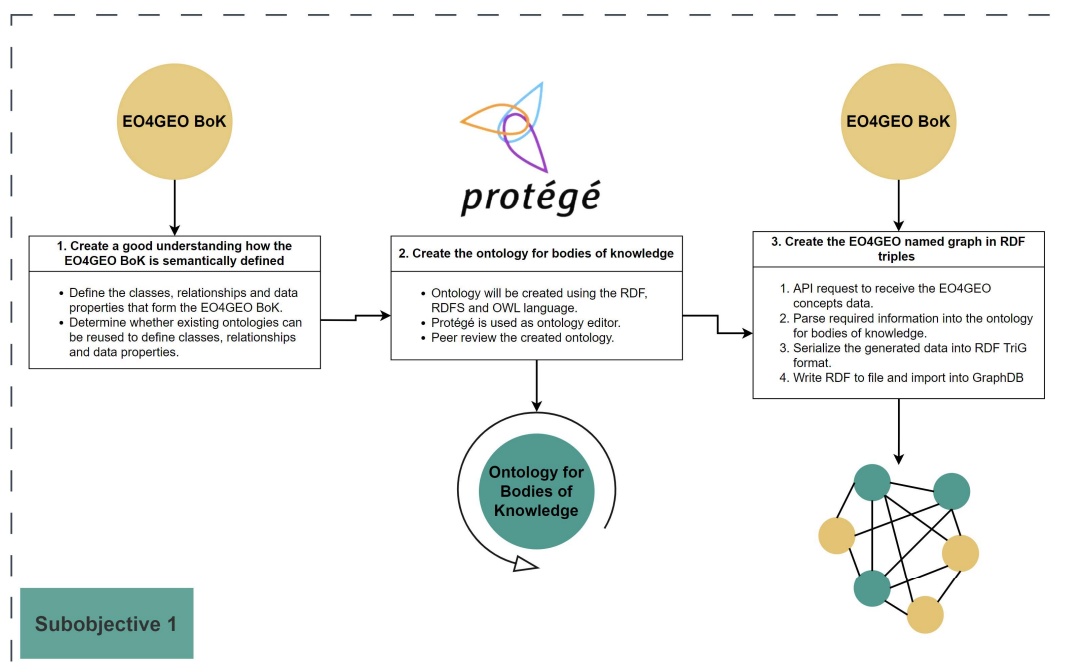 EO4GEO BoK
EO4GEO BoK
protégé
1. Create a good understanding how the
EO4GEO BoK is semantically defined
• Define the classes, relationships and data
properties that form the EO4GEO BoK.
• Determine whether existing ontologies can
be reused to define classes, relationships
and data properties.
2. Create the ontology for bodies of knowledge
• Ontology will be created using the RDF,
RDFS and OWL language.
• Protégé is used as ontology editor.
• Peer review the created ontology.
3. Create the EO4GEO named graph in RDF
triples
1. API request to receive the EO4GEO
concepts data.
2. Parse required information into the ontology
for bodies of knowledge.
3. Serialize the generated data into RDF TriG
format.
4. Write RDF to file and import into GraphDB
Ontology for
Bodies of
Knowledge
Subobjective 1